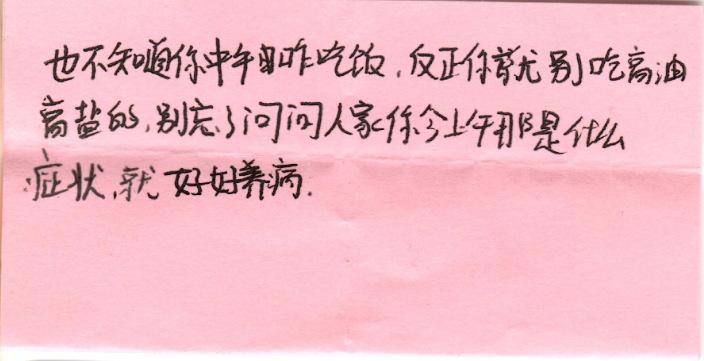 也不知道你中午咋吃饭,反正你就别吃高油
高盐的,别忘了问问人家你今上午那是什么
症状,就好好养病.